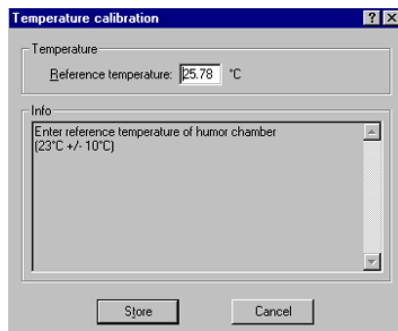 Temperature calibration
Temperature
Reference temperature: 25.78 °C
Info
Enter reference temperature of humor chamber
(23°C +/- 10°C)
Store Cancel